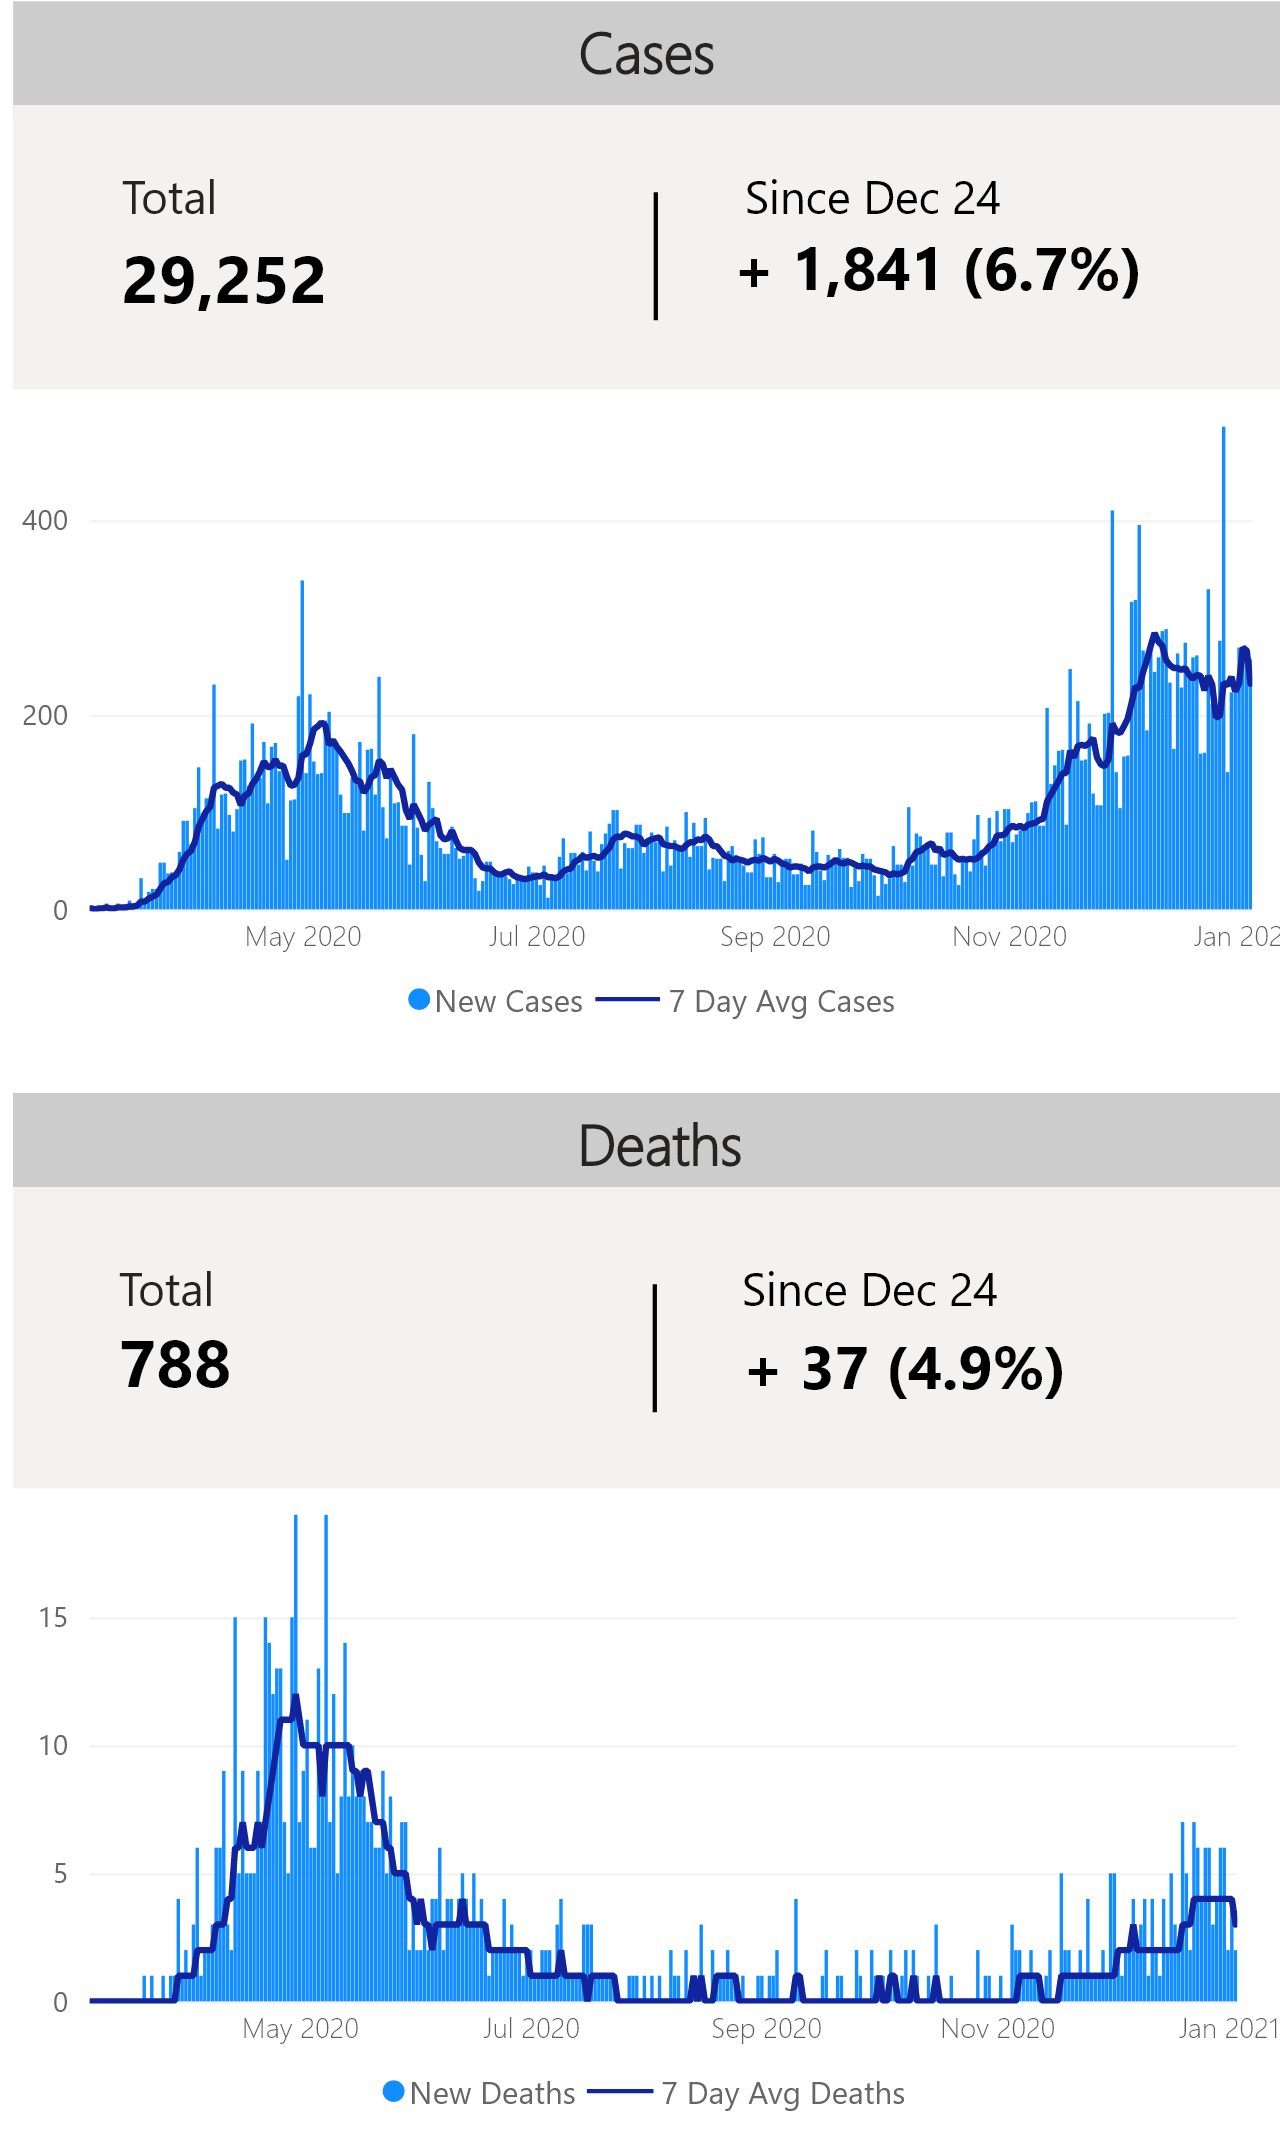 Cases
Total
Since Dec 24
29,252
+ 1,841 (6.7%)
400
200
0
May 2020
Jul 2020
Sep 2020
Nov 2020
Jan 202
New Cases
7 Day Avg Cases
Deaths
Total
Since Dec 24
788
+ 37 (4.9%)
15
10
5
0
May 2020
Jul 2020
Sep 2020
Nov 2020
Jan 2021
New Deaths
7 Day Avg Deaths